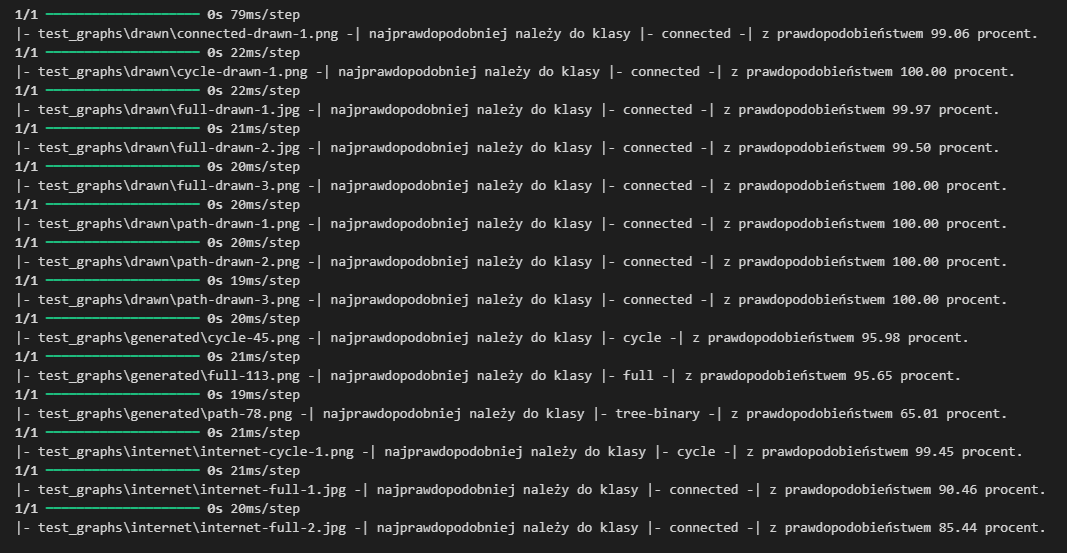 1/1 ━━━━━━━━━━━━━━━━━━━━ 0s 79ms/step
|- test_graphs\drawn\connected-drawn-1.png -| najprawdopodobniej należy do klasy |- connected -| z prawdopodobieństwem 99.06 procent.
1/1 ━━━━━━━━━━━━━━━━━━━━ 0s 22ms/step
|- test_graphs\drawn\cycle-drawn-1.png -| najprawdopodobniej należy do klasy |- connected -| z prawdopodobieństwem 100.00 procent.
1/1 ━━━━━━━━━━━━━━━━━━━━ 0s 22ms/step
|- test_graphs\drawn\full-drawn-1.jpg -| najprawdopodobniej należy do klasy |- connected -| z prawdopodobieństwem 99.97 procent.
1/1 ━━━━━━━━━━━━━━━━━━━━ 0s 21ms/step
|- test_graphs\drawn\full-drawn-2.jpg -| najprawdopodobniej należy do klasy |- connected -| z prawdopodobieństwem 99.50 procent.
1/1 ━━━━━━━━━━━━━━━━━━━━ 0s 20ms/step
|- test_graphs\drawn\full-drawn-3.png -| najprawdopodobniej należy do klasy |- connected -| z prawdopodobieństwem 100.00 procent.
1/1 ━━━━━━━━━━━━━━━━━━━━ 0s 20ms/step
|- test_graphs\drawn\path-drawn-1.png -| najprawdopodobniej należy do klasy |- connected -| z prawdopodobieństwem 100.00 procent.
1/1 ━━━━━━━━━━━━━━━━━━━━ 0s 20ms/step
|- test_graphs\drawn\path-drawn-2.png -| najprawdopodobniej należy do klasy |- connected -| z prawdopodobieństwem 100.00 procent.
1/1 ━━━━━━━━━━━━━━━━━━━━ 0s 19ms/step
|- test_graphs\drawn\path-drawn-3.png -| najprawdopodobniej należy do klasy |- connected -| z prawdopodobieństwem 100.00 procent.
1/1 ━━━━━━━━━━━━━━━━━━━━ 0s 20ms/step
|- test_graphs\generated\cycle-45.png -| najprawdopodobniej należy do klasy |- cycle -| z prawdopodobieństwem 95.98 procent.
1/1 ━━━━━━━━━━━━━━━━━━━━ 0s 21ms/step
|- test_graphs\generated\full-113.png -| najprawdopodobniej należy do klasy |- full -| z prawdopodobieństwem 95.65 procent.
1/1 ━━━━━━━━━━━━━━━━━━━━ 0s 19ms/step
|- test_graphs\generated\path-78.png -| najprawdopodobniej należy do klasy |- tree-binary -| z prawdopodobieństwem 65.01 procent.
1/1 ━━━━━━━━━━━━━━━━━━━━ 0s 21ms/step
|- test_graphs\internet\internet-cycle-1.png -| najprawdopodobniej należy do klasy |- cycle -| z prawdopodobieństwem 99.45 procent.
1/1 ━━━━━━━━━━━━━━━━━━━━ 0s 21ms/step
|- test_graphs\internet\internet-full-1.jpg -| najprawdopodobniej należy do klasy |- connected -| z prawdopodobieństwem 90.46 procent.
1/1 ━━━━━━━━━━━━━━━━━━━━ 0s 20ms/step
|- test_graphs\internet\internet-full-2.jpg -| najprawdopodobniej należy do klasy |- connected -| z prawdopodobieństwem 85.44 procent.